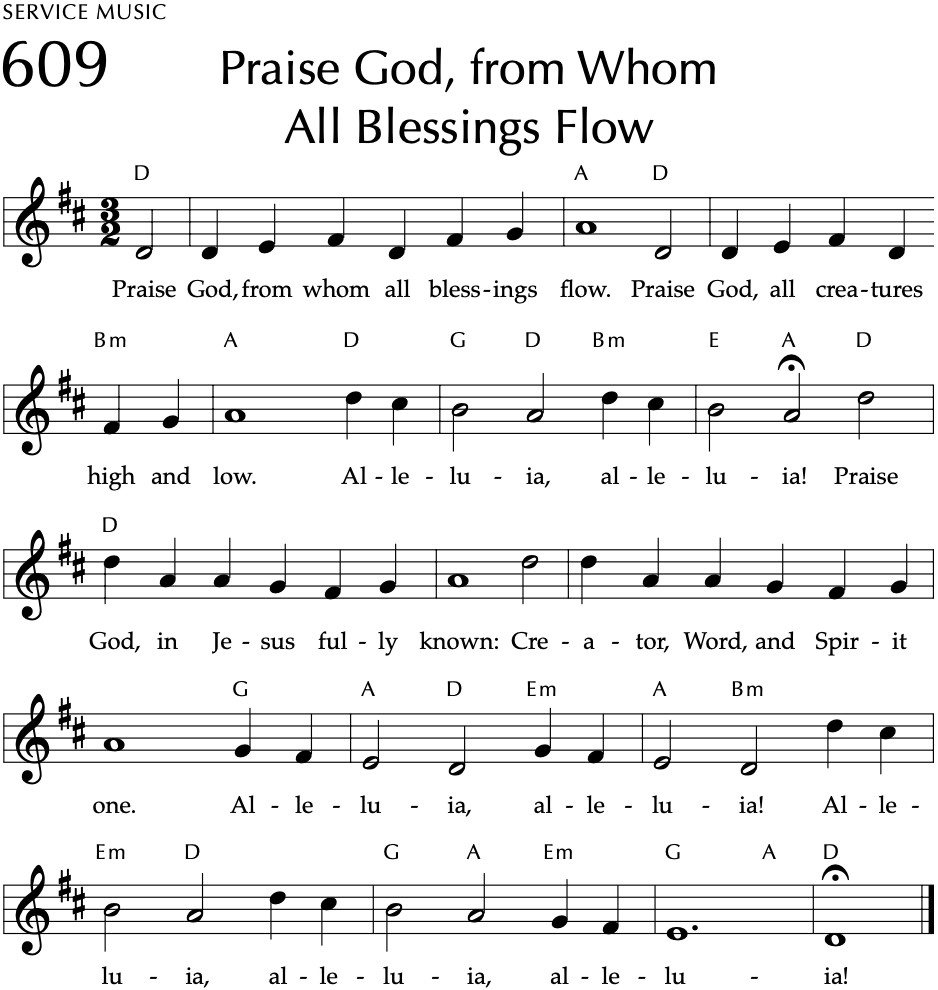 SERVICE MUSIC
609
Praise God, from Whom
All Blessings Flow
D A D
3
2
Praise God, from whom all bless-ings flow. Praise God, all crea-tures
Bm A D G D Bm E A D
high and low. Al - le - lu - ia, al - le - lu - ia! Praise
D
God, in Je - sus ful - ly known: Cre - a - tor, Word, and Spir - it
G A D Em A Bm
one. Al - le - lu - ia, al - le - lu - ia! Al - le -
Em D G A Em G A D
lu - ia, al - le - lu - ia, al - le - lu - ia!